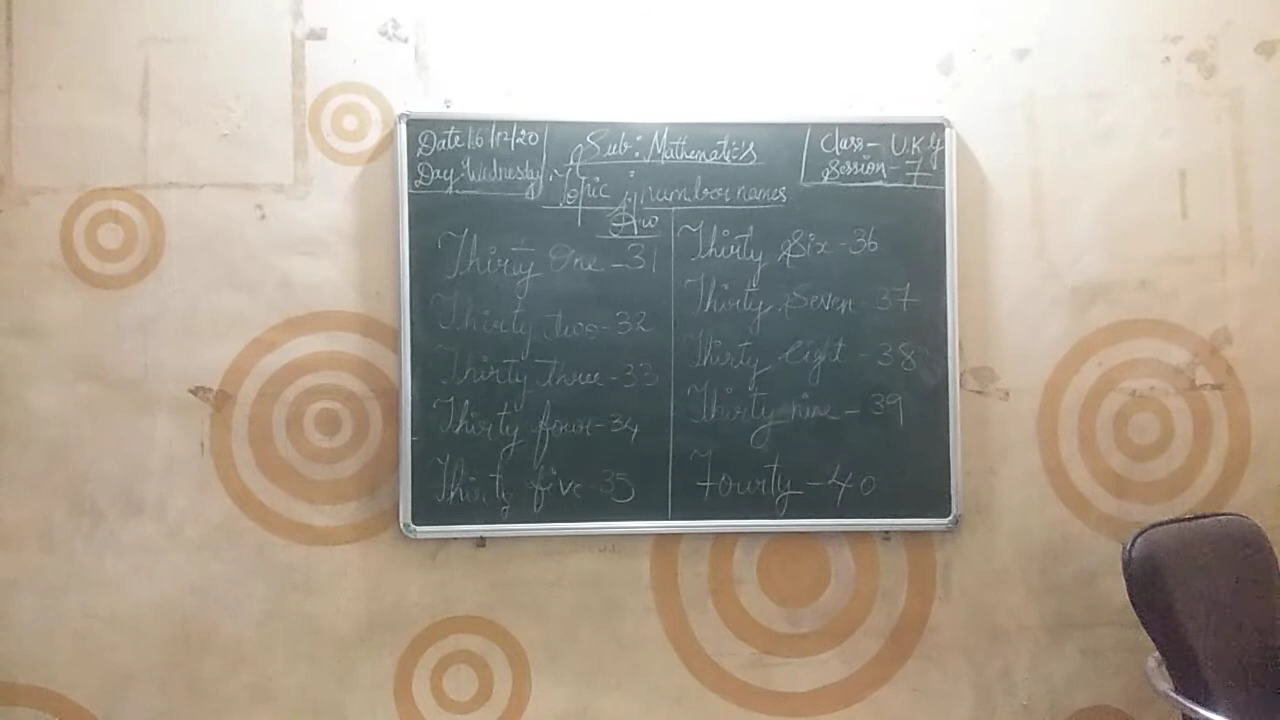 Date 16/12/20
Day: Wednesday
Sub: Mathematics
Topic : number names
Class- U.K.G
Session - 7
Thirty One -31
Thirty two-32
Thirty three-33
Thirty four-34
Thirty five-35
Thirty Six -36
Thirty Seven-37
Thirty eight -38
Thirty nine -39
Fourty -40